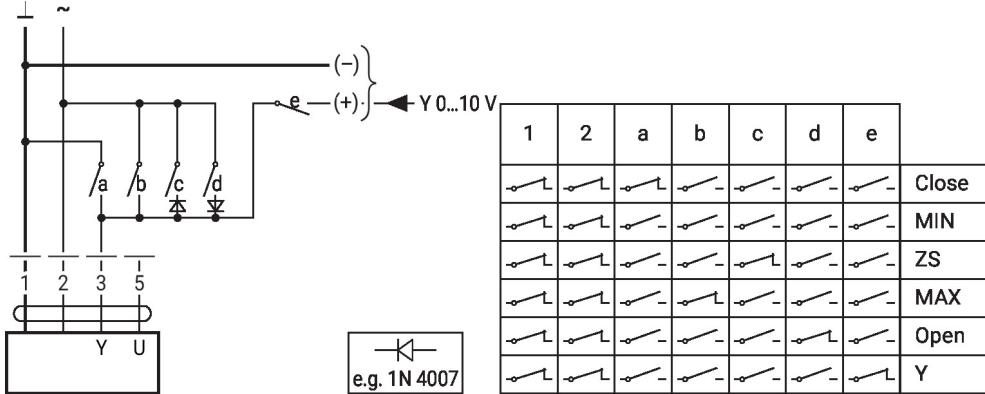 ⊥ ~
(–)
e (+) Y 0...10 V
a b c d
1 2 3 5
Y U
e.g. 1N 4007
1 2 a b c d e
Close
MIN
ZS
MAX
Open
Y